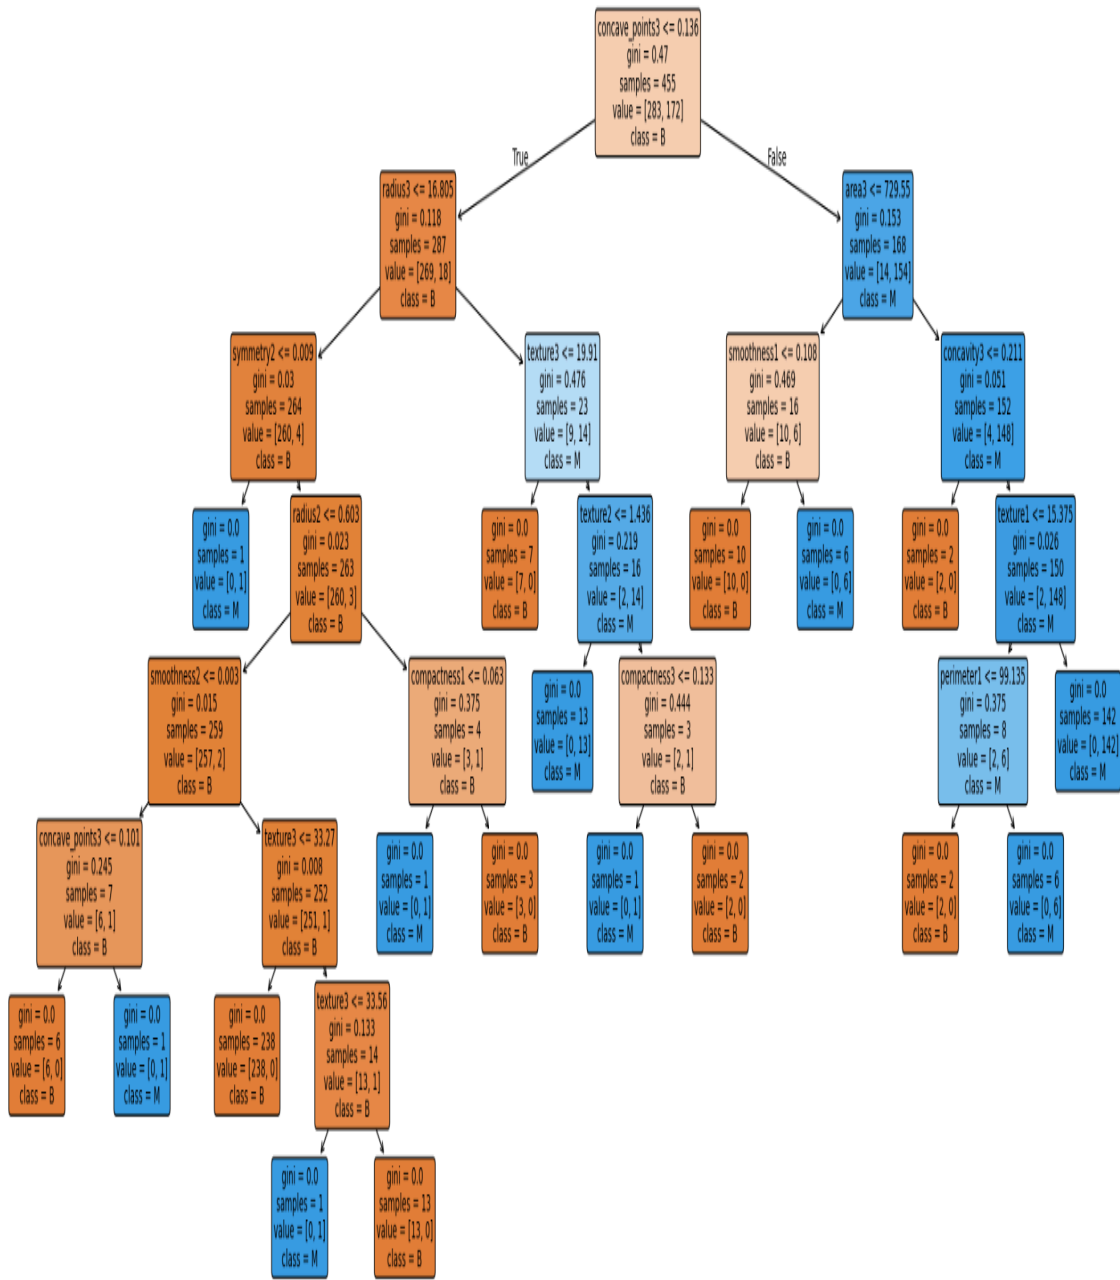 concave_points3 <= 0.136
gini = 0.47
samples = 455
value = [283, 172]
class = B
True
False
radius3 <= 16.805
gini = 0.118
samples = 287
value = [269, 18]
class = B
area3 <= 729.55
gini = 0.153
samples = 168
value = [14, 154]
class = M
symmetry2 <= 0.009
gini = 0.03
samples = 264
value = [260, 4]
class = B
texture3 <= 19.91
gini = 0.476
samples = 23
value = [9, 14]
class = M
smoothness1 <= 0.108
gini = 0.469
samples = 16
value = [10, 6]
class = B
concavity3 <= 0.211
gini = 0.051
samples = 152
value = [4, 148]
class = M
gini = 0.0
samples = 1
value = [0, 1]
class = M
radius2 <= 0.603
gini = 0.023
samples = 263
value = [260, 3]
class = B
gini = 0.0
samples = 7
value = [7, 0]
class = B
texture2 <= 1.436
gini = 0.219
samples = 16
value = [2, 14]
class = M
gini = 0.0
samples = 10
value = [10, 0]
class = B
gini = 0.0
samples = 6
value = [0, 6]
class = M
gini = 0.0
samples = 2
value = [2, 0]
class = B
texture1 <= 15.375
gini = 0.026
samples = 150
value = [2, 148]
class = M
smoothness2 <= 0.003
gini = 0.015
samples = 259
value = [257, 2]
class = B
compactness1 <= 0.063
gini = 0.375
samples = 4
value = [3, 1]
class = B
gini = 0.0
samples = 13
value = [0, 13]
class = M
compactness3 <= 0.133
gini = 0.444
samples = 3
value = [2, 1]
class = B
perimeter1 <= 99.135
gini = 0.375
samples = 8
value = [2, 6]
class = M
gini = 0.0
samples = 142
value = [0, 142]
class = M
concave_points3 <= 0.101
gini = 0.245
samples = 7
value = [6, 1]
class = B
texture3 <= 33.27
gini = 0.008
samples = 252
value = [251, 1]
class = B
gini = 0.0
samples = 1
value = [0, 1]
class = M
gini = 0.0
samples = 3
value = [3, 0]
class = B
gini = 0.0
samples = 1
value = [0, 1]
class = M
gini = 0.0
samples = 2
value = [2, 0]
class = B
gini = 0.0
samples = 2
value = [2, 0]
class = B
gini = 0.0
samples = 6
value = [0, 6]
class = M
gini = 0.0
samples = 6
value = [6, 0]
class = B
gini = 0.0
samples = 1
value = [0, 1]
class = M
gini = 0.0
samples = 238
value = [238, 0]
class = B
texture3 <= 33.56
gini = 0.133
samples = 14
value = [13, 1]
class = B
gini = 0.0
samples = 1
value = [0, 1]
class = M
gini = 0.0
samples = 13
value = [13, 0]
class = B